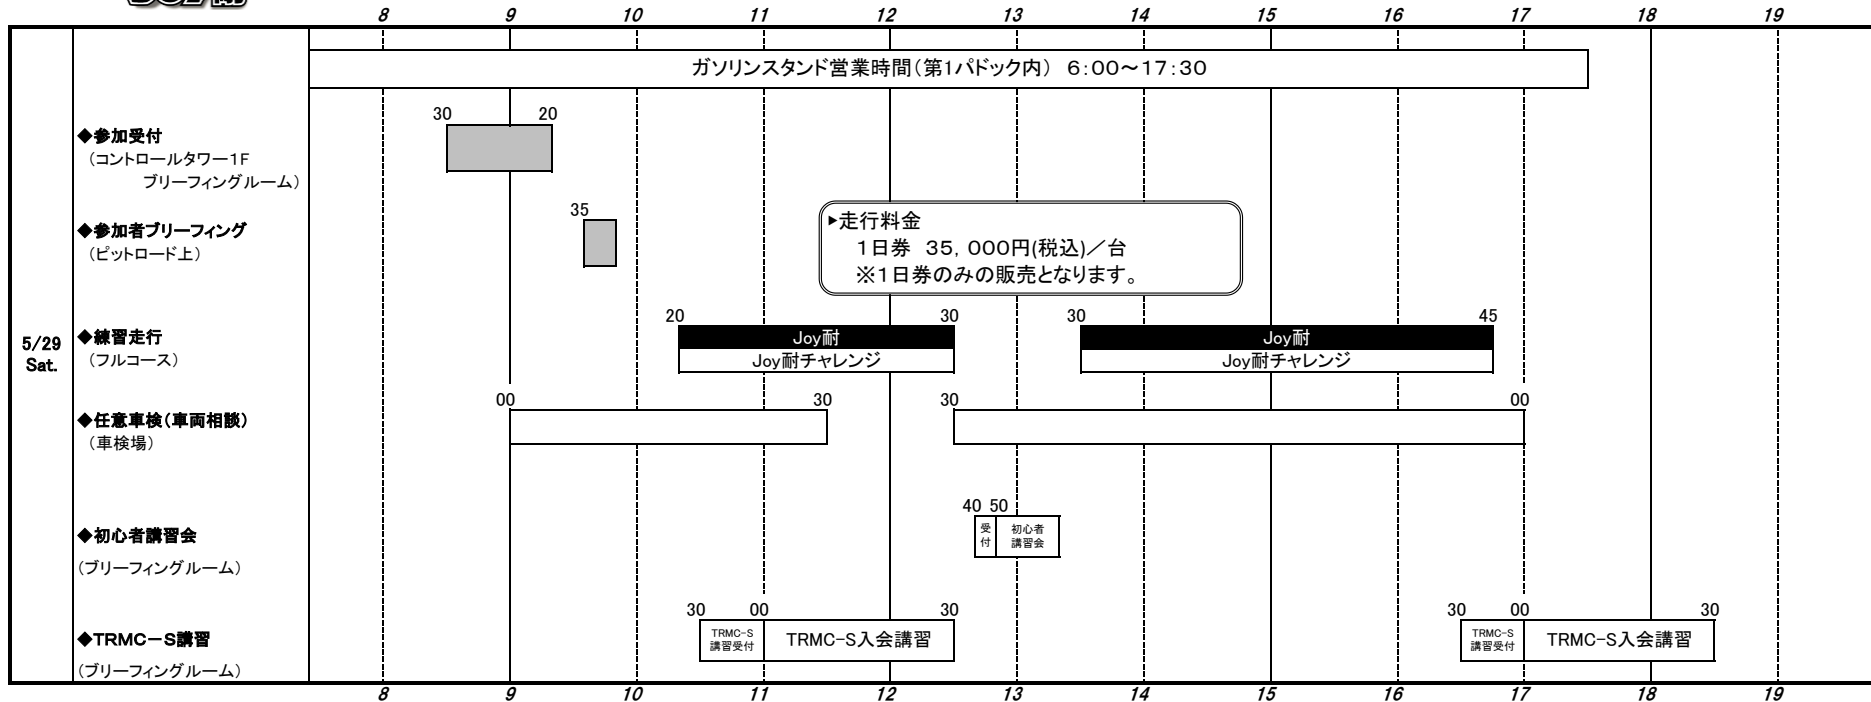 8 9 10 11 12 13 14 15 16 17 18 19
ガソリンスタンド営業時間(第1パドック内) 6:00~17:30
30 20
◆参加受付
(コントロールタワー1F
ブリーフィングルーム)
35
◆参加者ブリーフィング
(ピットロード上)
▶走行料金
1日券 35,000円(税込)/台
※1日券のみの販売となります。
20 30 30 45
5/29
Sat.
◆練習走行
(フルコース)
Joy耐 Joy耐
Joy耐チャレンジ Joy耐チャレンジ
00 30 30 00
◆任意車検(車両相談)
(車検場)
40 50
◆初心者講習会
(ブリーフィングルーム)
受付
初心者
講習会
30 00 30 30 00 30
◆TRMC-S講習
(ブリーフィングルーム)
TRMC-S
講習受付
TRMC-S入会講習
TRMC-S
講習受付
TRMC-S入会講習
8 9 10 11 12 13 14 15 16 17 18 19